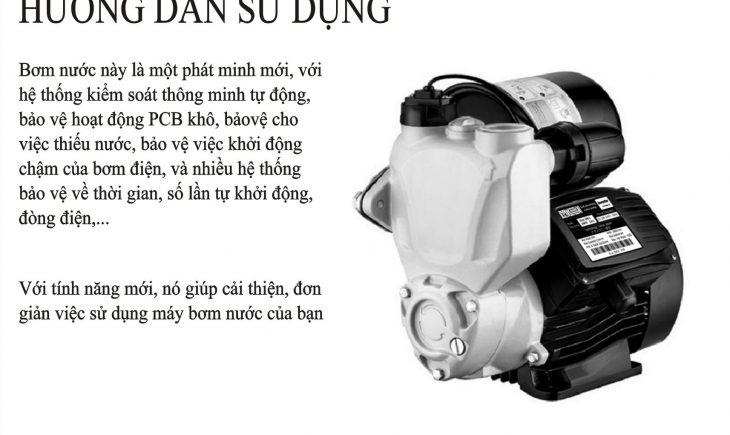 HƯỚNG DẪN SỬ DỤNG
Bơm nước này là một phát minh mới, với
hệ thống kiểm soát thông minh tự động,
bảo vệ hoạt động PCB khô, bảovệ cho
việc thiếu nước, bảo vệ việc khởi động
chậm của bơm điện, và nhiều hệ thống
bảo vệ về thời gian, số lần tự khởi động,
đòng điện,...
Với tính năng mới, nó giúp cải thiện, đơn
giản việc sử dụng máy bơm nước của bạn